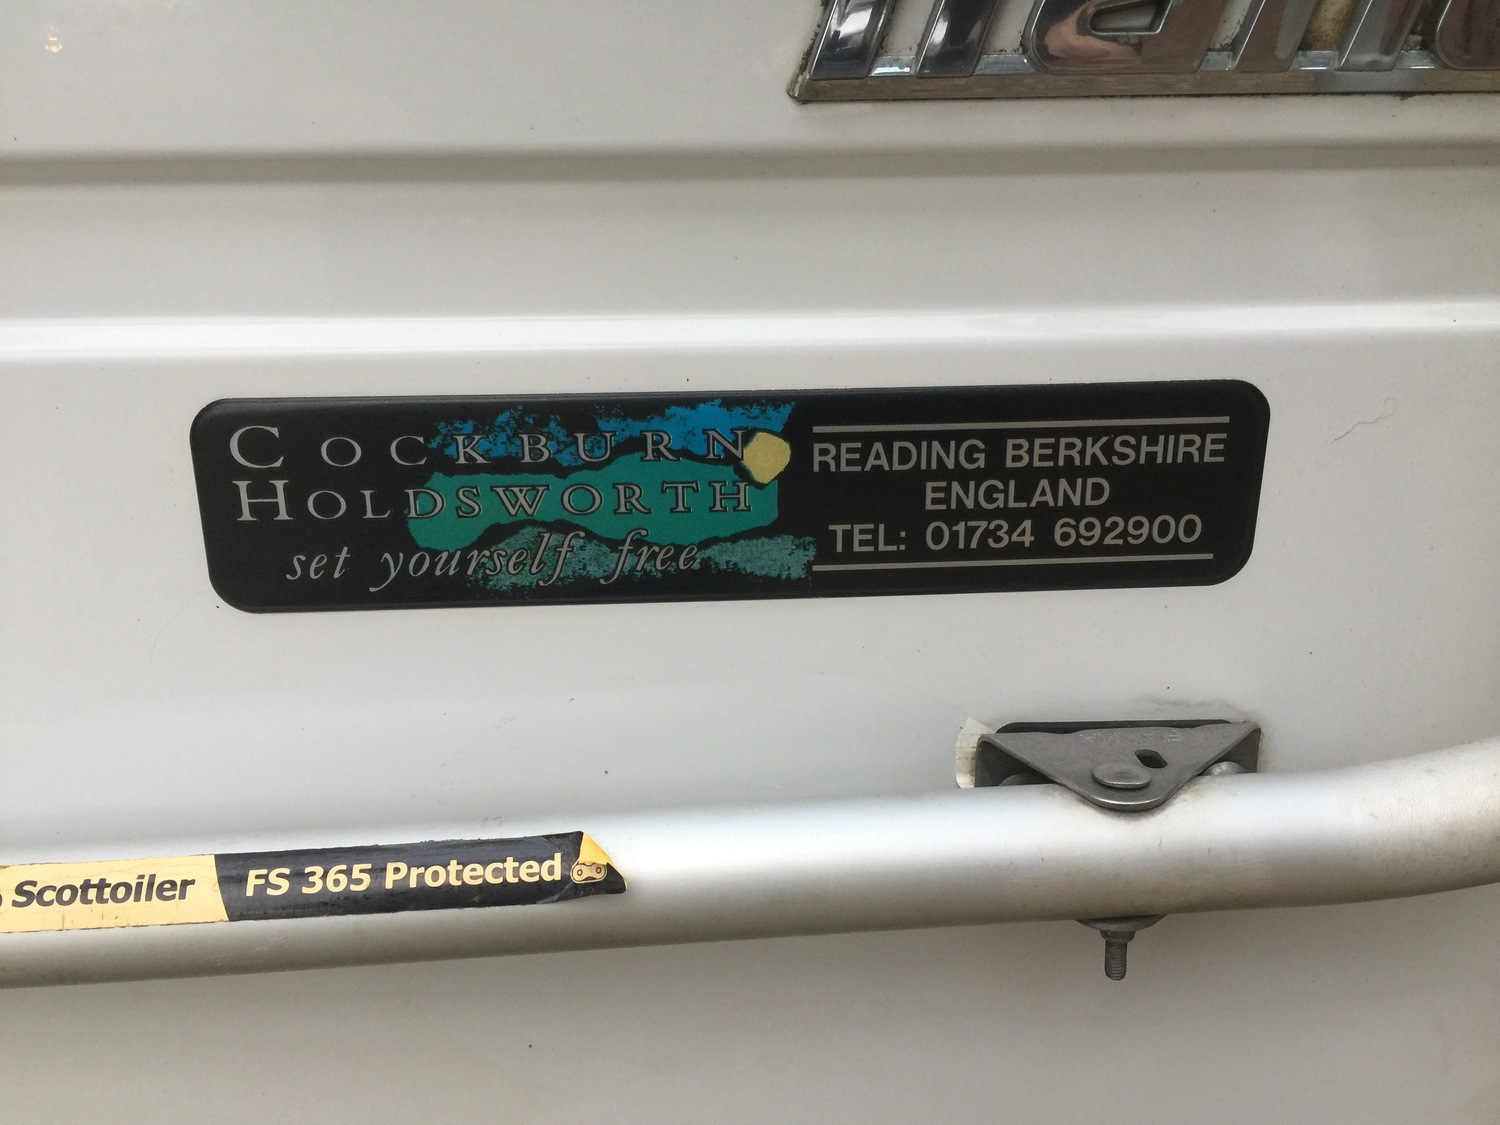 COCKBURN
HOLDSWORTH
set yourself free
READING BERKSHIRE
ENGLAND
TEL: 01734 692900
Scottoiler FS 365 Protected